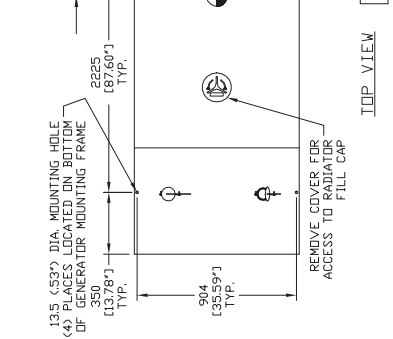 13.5 (.53") DIA. MOUNTING HOLE
(4) PLACES LOCATED ON BOTTOM
OF GENERATOR MOUNTING FRAME
350
[13.78"]
TYP.
2225
[87.60"]
TYP.
904
[35.59"]
TYP.
REMOVE COVER FOR
ACCESS TO RADIATOR
FILL CAP
TOP VIEW